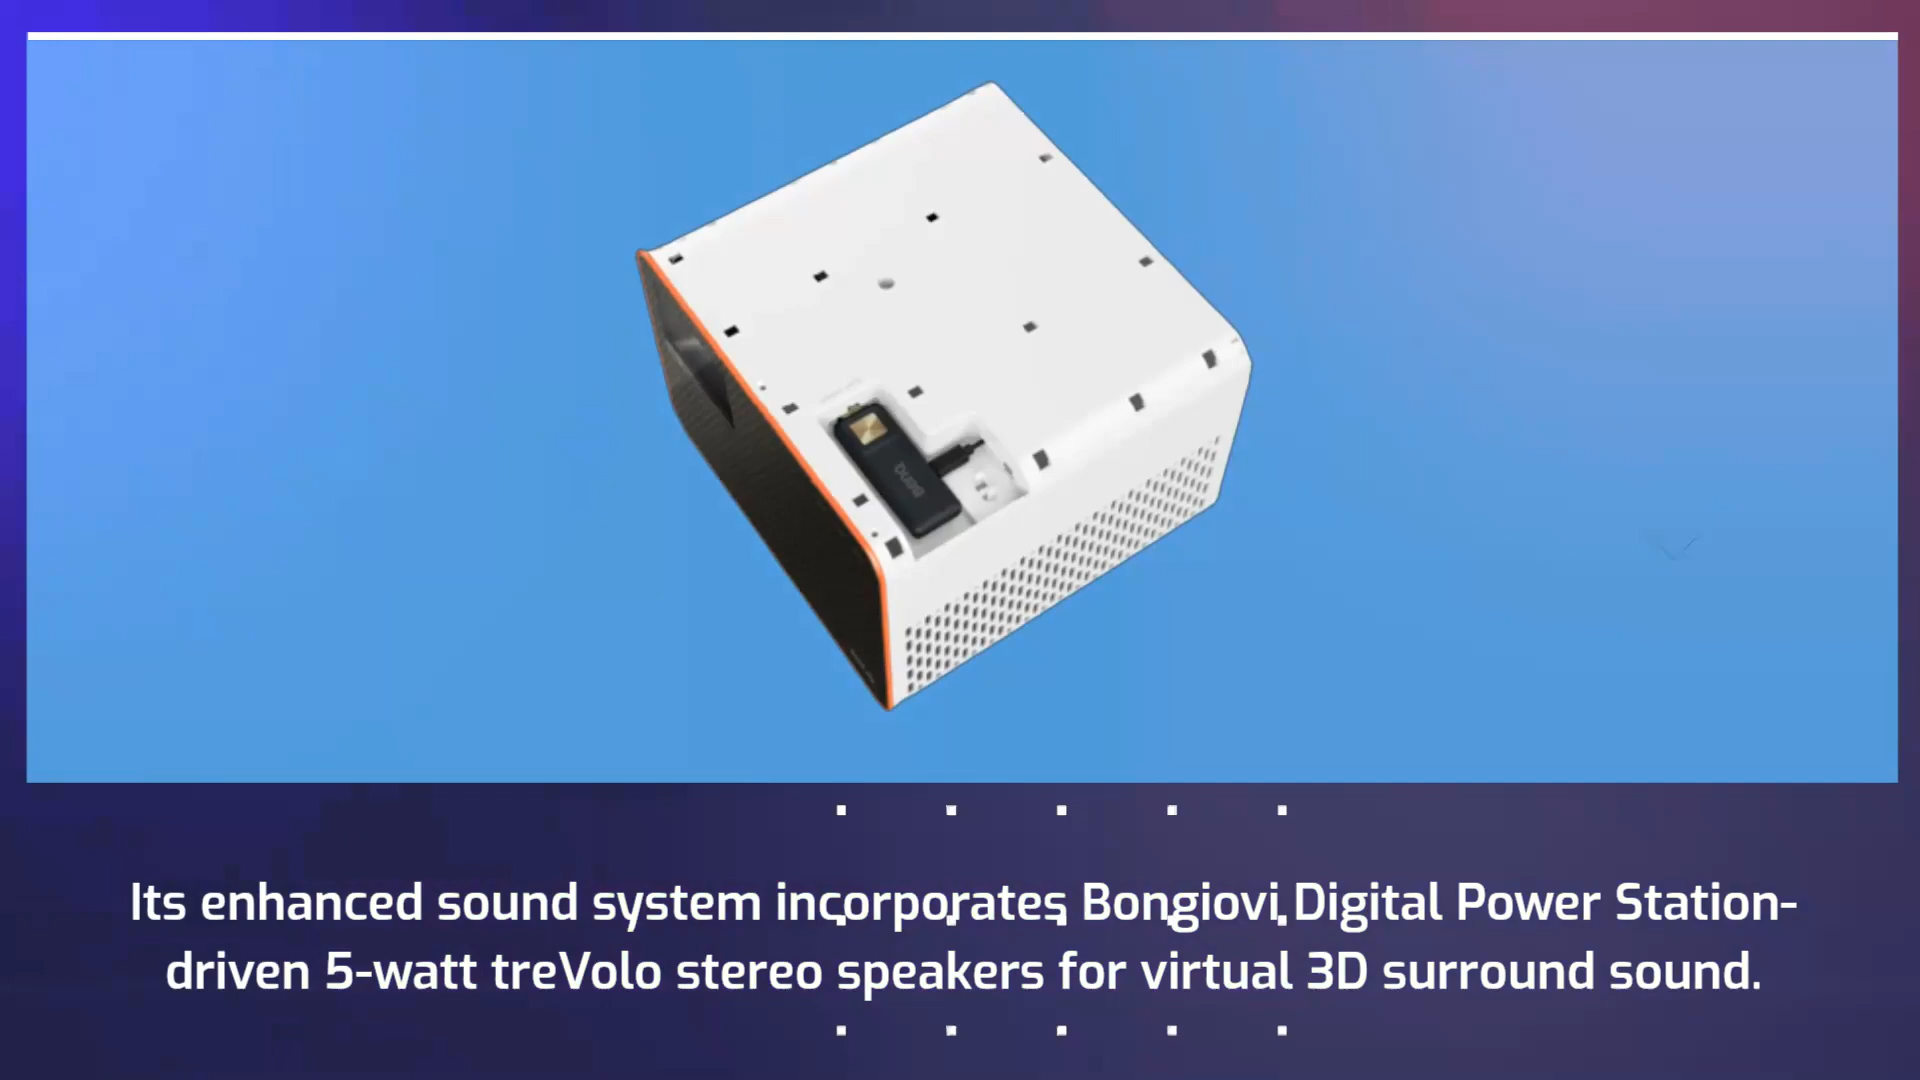 BenQ
Its enhanced sound system incorporates Bongiovi Digital Power Station-
driven 5-watt treVolo stereo speakers for virtual 3D surround sound.